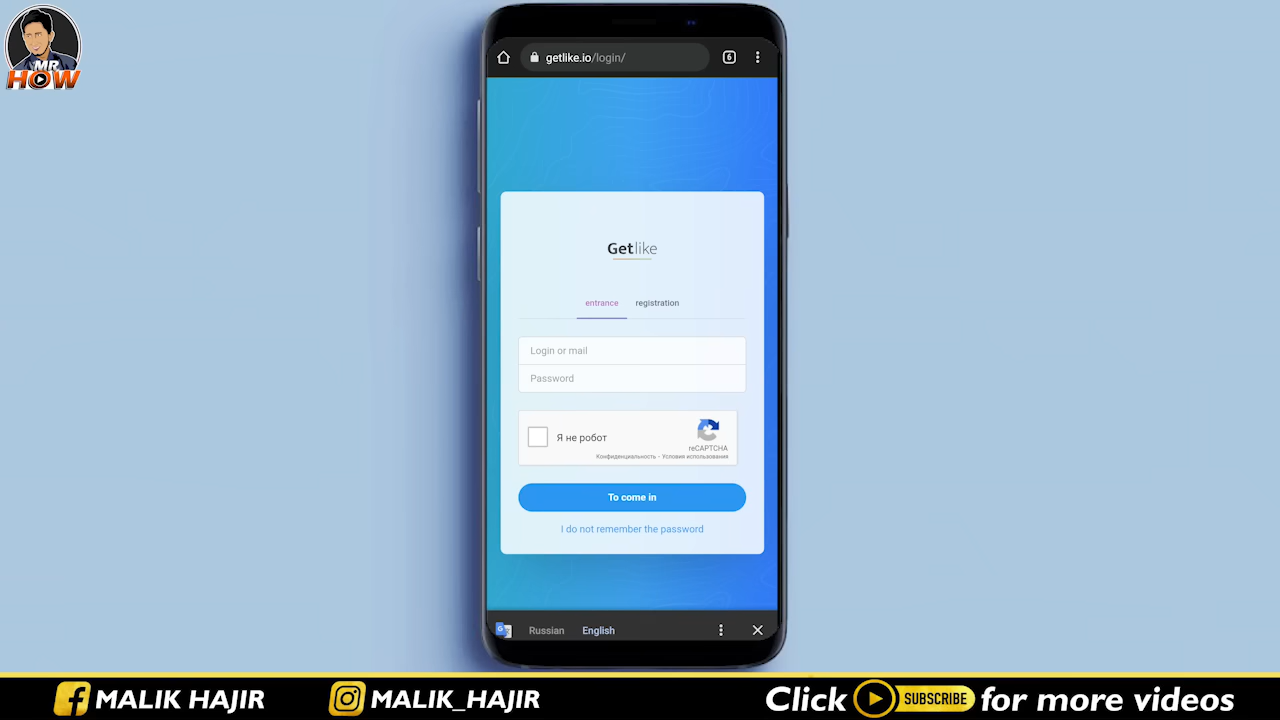 MR
HOW
getlike.io/login/
6
Getlike
entrance registration
Login or mail
Password
Я не робот
reCAPTCHA
Конфиденциальность - Условия использования
To come in
I do not remember the password
Russian English
MALIK HAJIR MALIK_HAJIR Click SUBSCRIBE for more videos